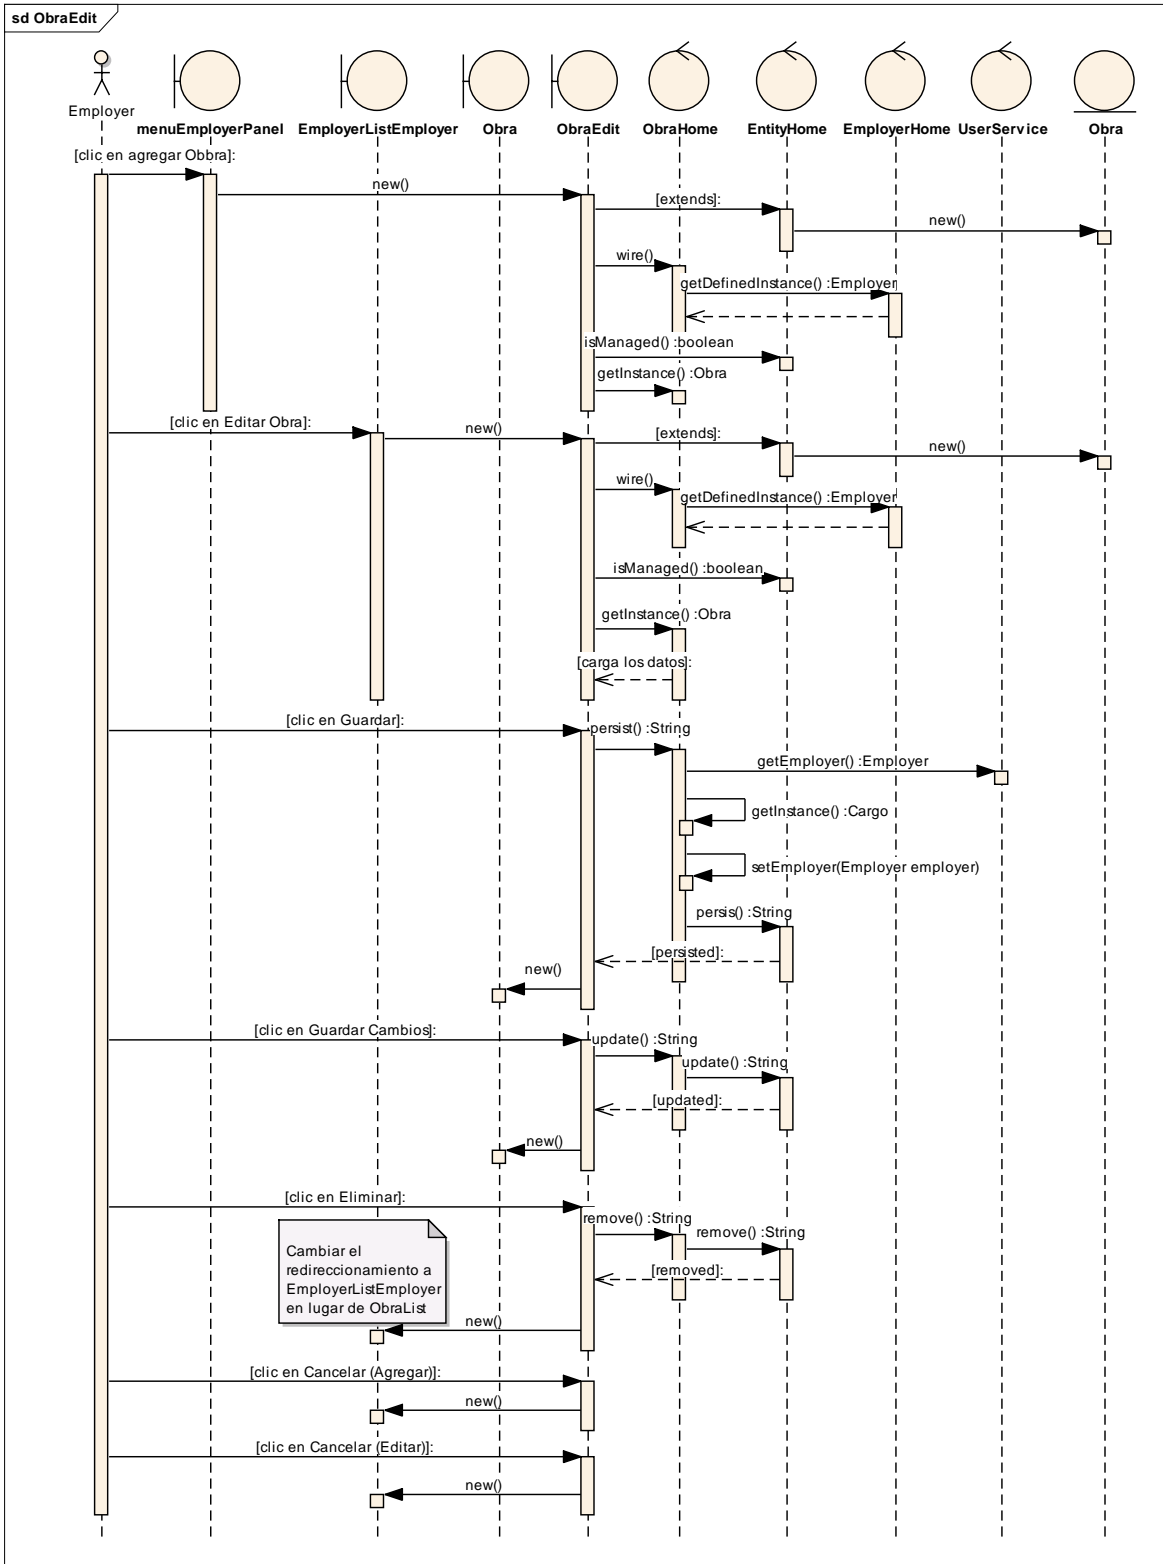 sd ObraEdit
Employer
menuEmployerPanel
EmployerListEmployer
Obra
ObraEdit
ObraHome
EntityHome
EmployerHome
UserService
Obra
[clic en agregar Obbra]:
new()
[extends]:
new()
wire()
getDefinedInstance() :Employer
isManaged() :boolean
getInstance() :Obra
[clic en Editar Obra]:
new()
[extends]:
new()
wire()
getDefinedInstance() :Employer
isManaged() :boolean
getInstance() :Obra
[carga los datos]:
[clic en Guardar]:
persist() :String
getEmployer() :Employer
getInstance() :Cargo
setEmployer(Employer employer)
persis() :String
[persisted]:
new()
[clic en Guardar Cambios]:
update() :String
update() :String
[updated]:
new()
[clic en Eliminar]:
remove() :String
remove() :String
[removed]:
Cambiar el
redireccionamiento a
EmployerListEmployer
en lugar de ObraList
new()
[clic en Cancelar (Agregar)]:
new()
[clic en Cancelar (Editar)]:
new()